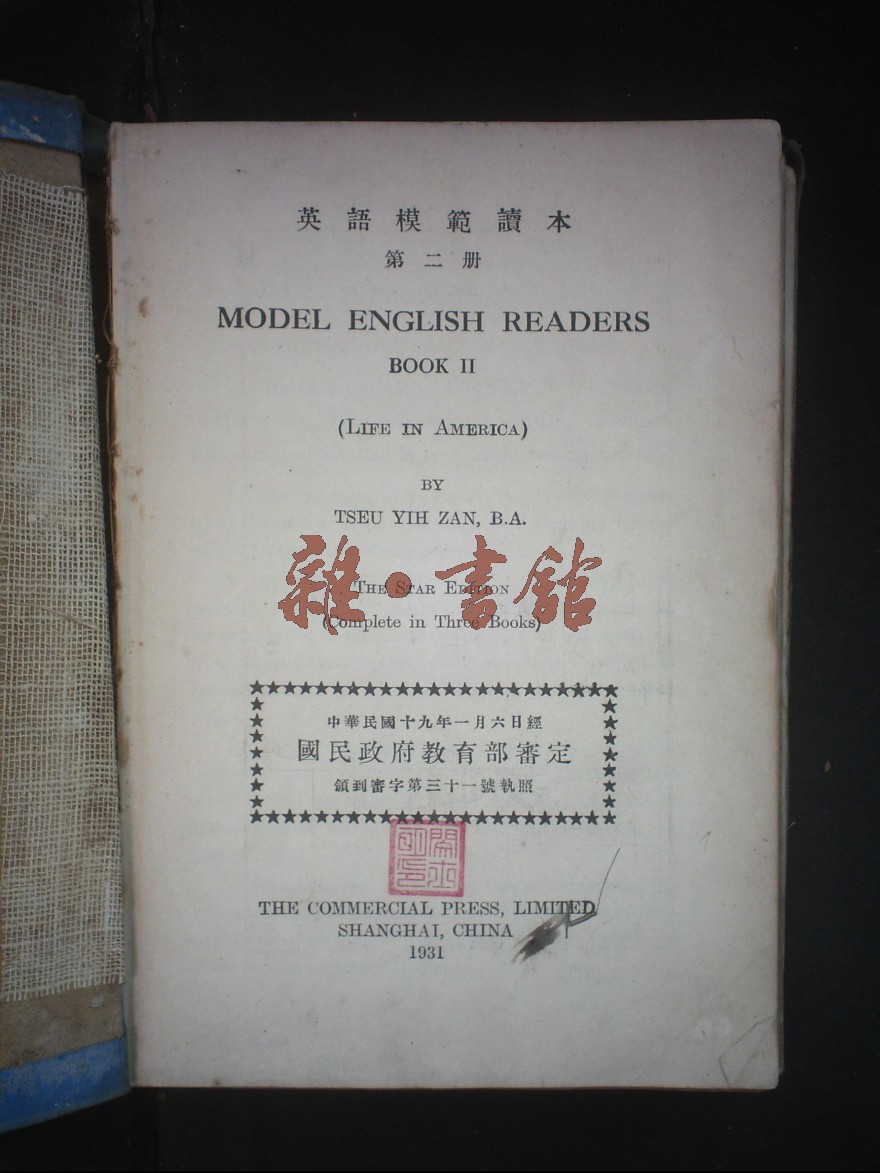 英語模範讀本
第二册
MODEL ENGLISH READERS
BOOK II
(LIFE IN AMERICA)
BY
TSEU YIH ZAN, B.A.
雜·書舘
THE STAR EDITION
(Complete in Three Books)
中華民國十九年一月六日經
國民政府教育部審定
領到審字第三十一號執照
THE COMMERCIAL PRESS, LIMITED
SHANGHAI, CHINA
1931